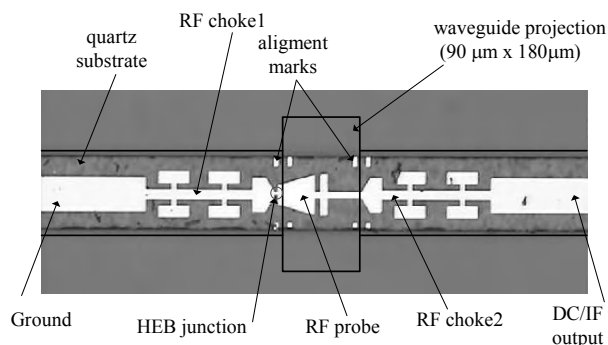 RF choke1
quartz
substrate
aligment
marks
waveguide projection
(90 µm x 180µm)
Ground
HEB junction
RF probe
RF choke2
DC/IF
output